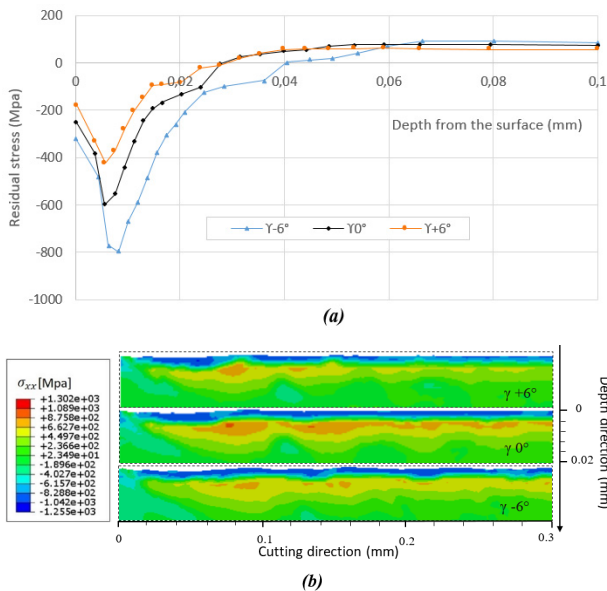 200
0
-200
-400
-600
-800
-1000
Residual stress (Mpa)
0 0,02 0,04 0,06 0,08 0,1
Depth from the surface (mm)
ϒ-6° ϒ0° ϒ+6°
(a)
σxx[Mpa]
+1.302e+03
+1.089e+03
+8.758e+02
+6.627e+02
+4.497e+02
+2.366e+02
+2.349e+01
-1.896e+02
-4.027e+02
-6.157e+02
-8.288e+02
-1.042e+03
-1.255e+03
γ +6°
γ 0°
γ -6°
0
0.02
Depth direction (mm)
0 0.1 0.2 0.3
Cutting direction (mm)
(b)